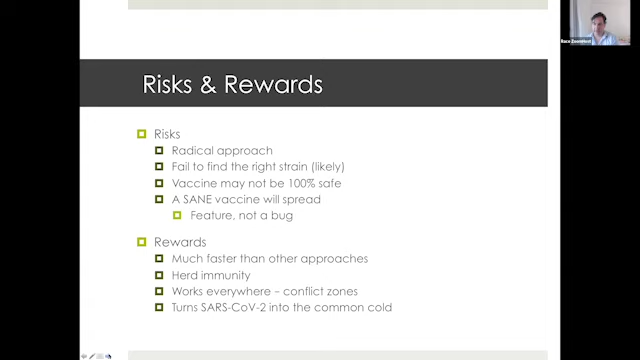 Risks & Rewards
Risks
Radical approach
Fail to find the right strain (likely)
Vaccine may not be 100% safe
A SANE vaccine will spread
Feature, not a bug
Rewards
Much faster than other approaches
Herd immunity
Works everywhere – conflict zones
Turns SARS-CoV-2 into the common cold